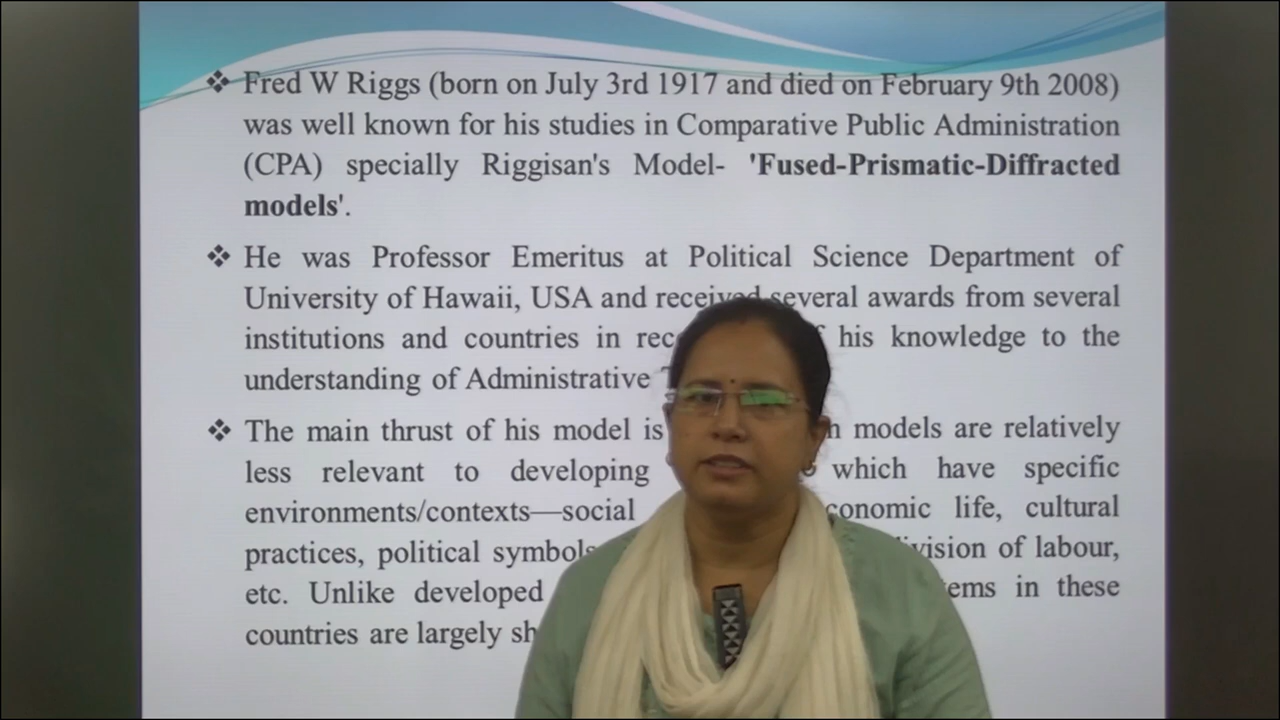 Fred W Riggs (born on July 3rd 1917 and died on February 9th 2008)
was well known for his studies in Comparative Public Administration
(CPA) specially Riggisan's Model- 'Fused-Prismatic-Diffracted
models'.
He was Professor Emeritus at Political Science Department of
University of Hawaii, USA and received several awards from several
institutions and countries in his knowledge to the
understanding of Administrative
The main thrust of his model is models are relatively
less relevant to developing which have specific
environments/contexts—social economic life, cultural
practices, political symbols division of labour,
etc. Unlike developed in these
countries are largely